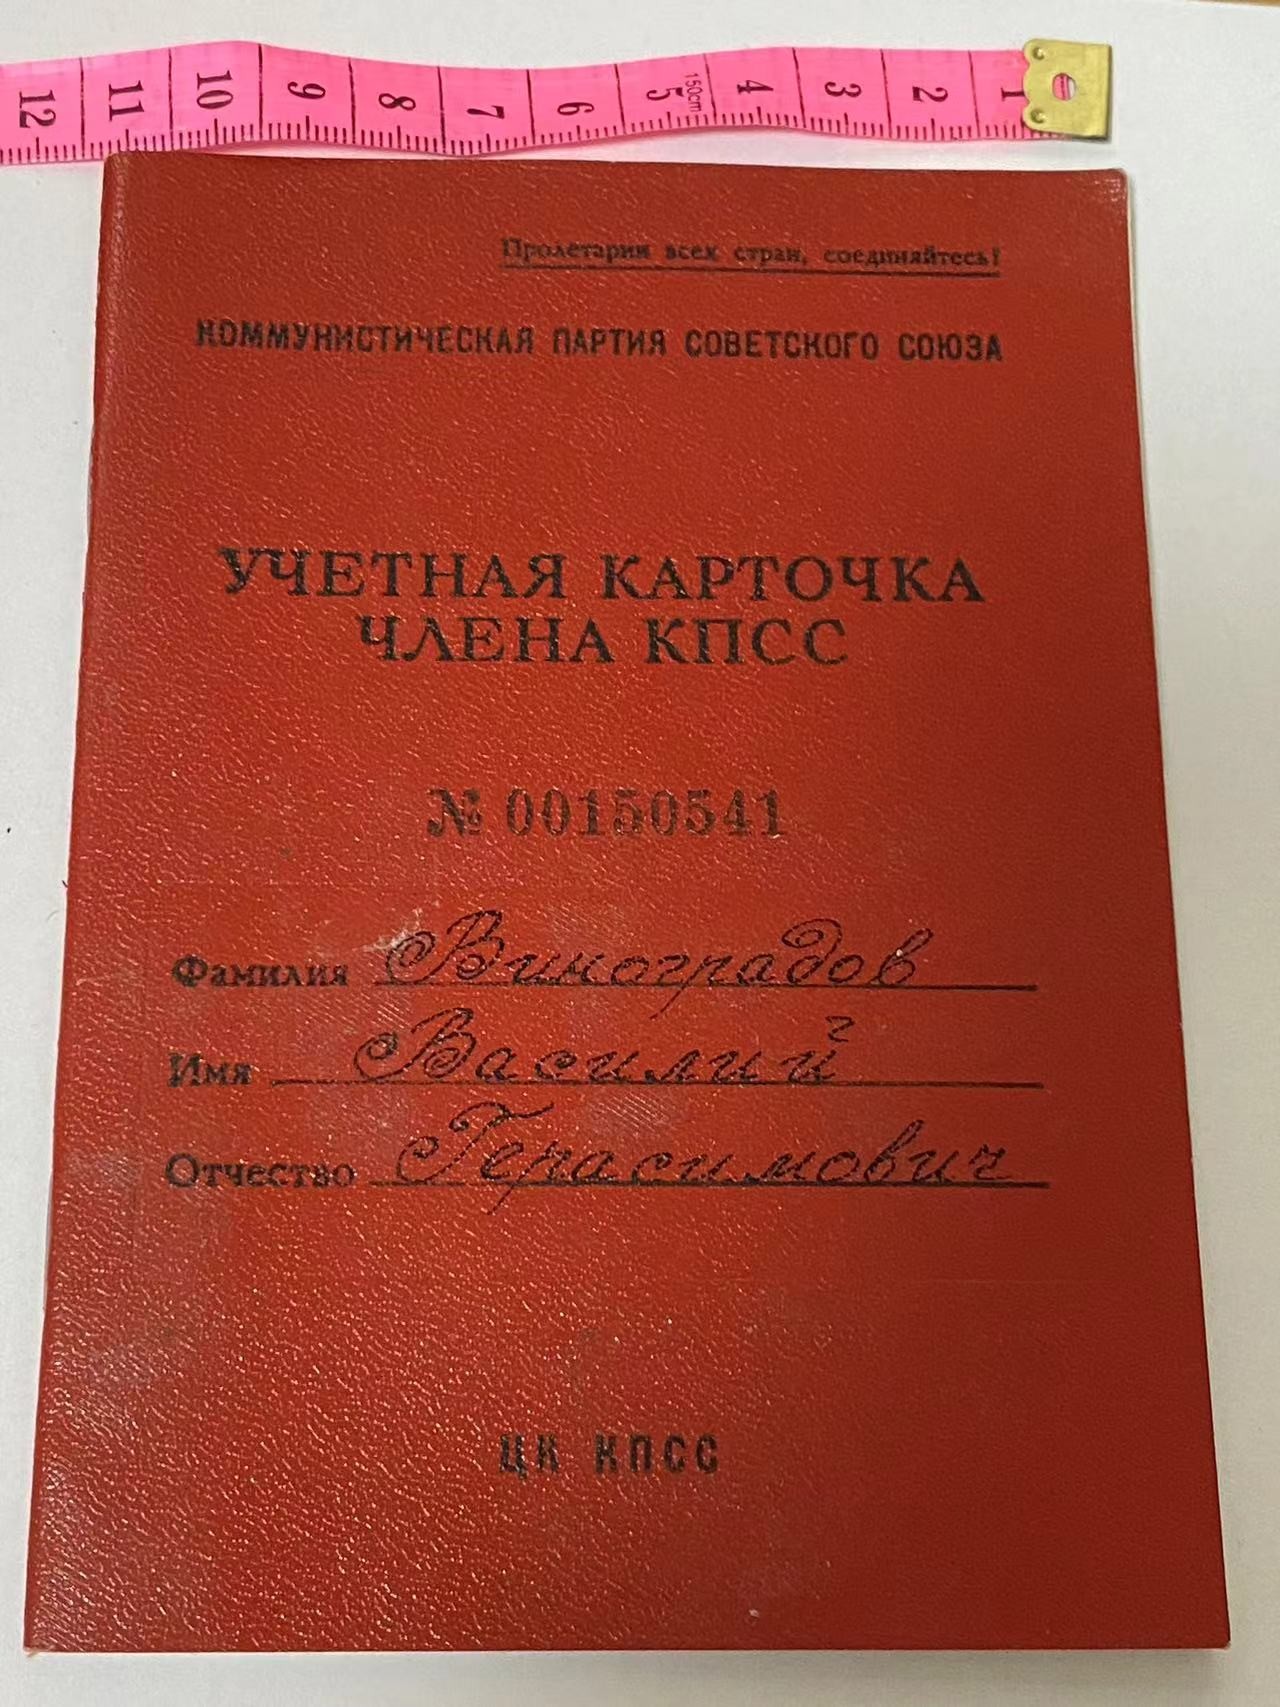 12 11 10 9 8 7 6 5 150cm 4 3 2 1
Пролетарии всех стран, соединяйтесь!
КОММУНИСТИЧЕСКАЯ ПАРТИЯ СОВЕТСКОГО СОЮЗА
УЧЕТНАЯ КАРТОЧКА
ЧЛЕНА КПСС
№ 00150541
Фамилия Виноградов
Имя Василий
Отчество Герасимович
ЦК КПСС